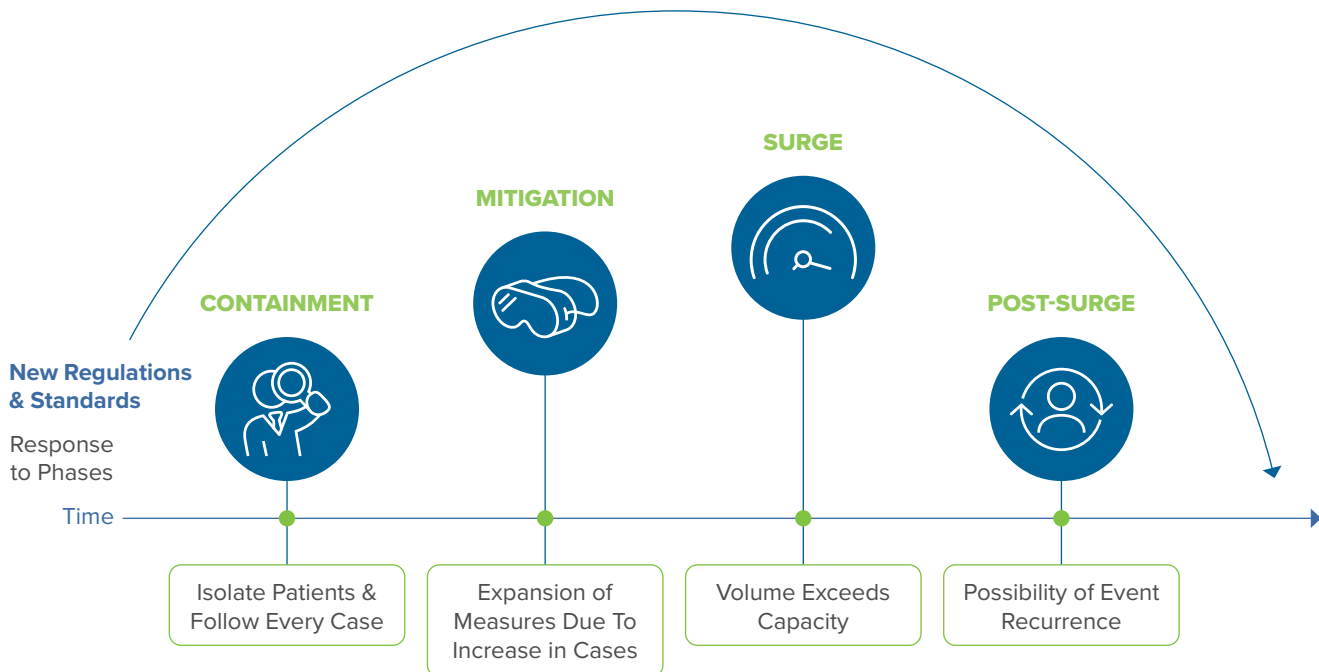 SURGE
MITIGATION
CONTAINMENT
POST-SURGE
New Regulations
& Standards
Response
to Phases
Time
Isolate Patients &
Follow Every Case
Expansion of
Measures Due To
Increase in Cases
Volume Exceeds
Capacity
Possibility of Event
Recurrence